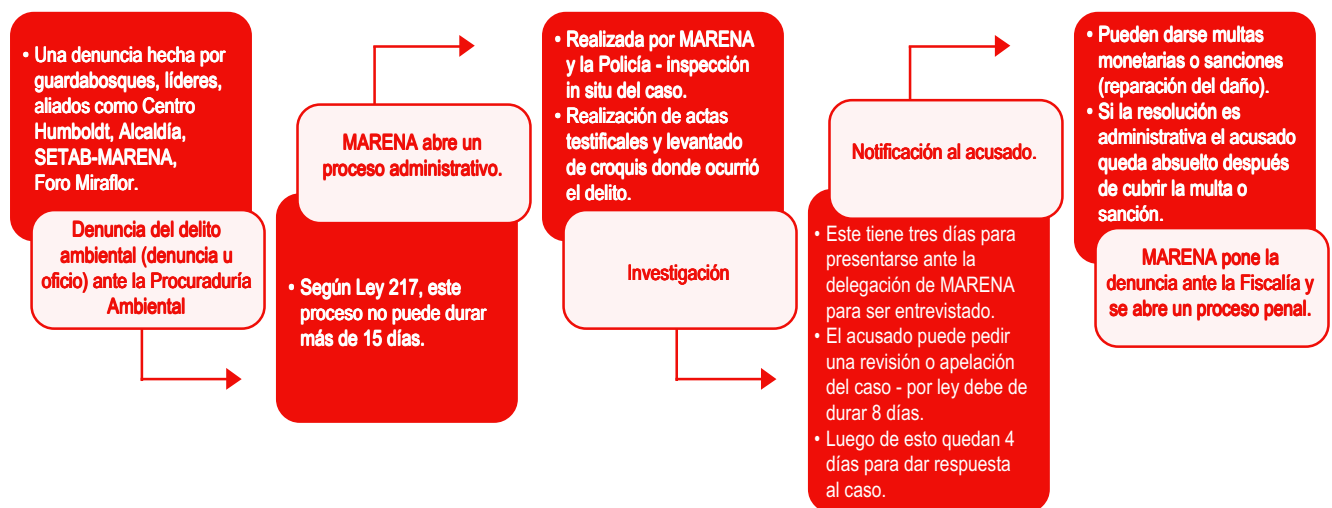 • Una denuncia hecha por
guardabosques, líderes,
aliados como Centro
Humboldt, Alcaldía,
SETAB-MARENA,
Foro Miraflor.
Denuncia del delito
ambiental (denuncia u
oficio) ante la Procuraduría
Ambiental
MARENA abre un
proceso administrativo.
• Según Ley 217, este
proceso no puede durar
más de 15 días.
• Realizada por MARENA
y la Policía - inspección
in situ del caso.
• Realización de actas
testificales y levantado
de croquis donde ocurrió
el delito.
Investigación
Notificación al acusado.
• Este tiene tres días para
presentarse ante la
delegación de MARENA
para ser entrevistado.
• El acusado puede pedir
una revisión o apelación
del caso - por ley debe de
durar 8 días.
• Luego de esto quedan 4
días para dar respuesta
al caso.
• Pueden darse multas
monetarias o sanciones
(reparación del daño).
• Si la resolución es
administrativa el acusado
queda absuelto después
de cubrir la multa o
sanción.
MARENA pone la
denuncia ante la Fiscalía y
se abre un proceso penal.